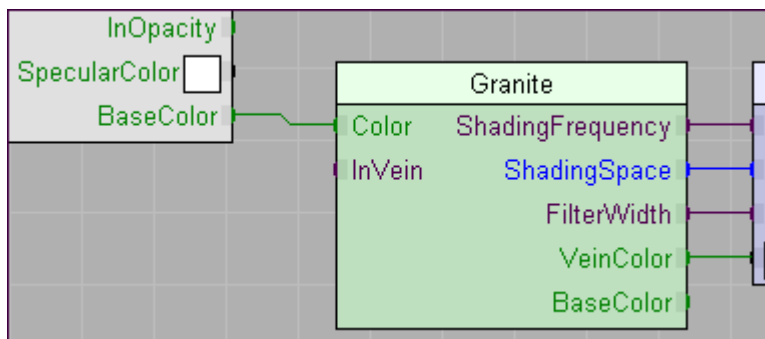 InOpacity
SpecularColor
BaseColor
Granite
Color ShadingFrequency
InVein ShadingSpace
FilterWidth
VeinColor
BaseColor